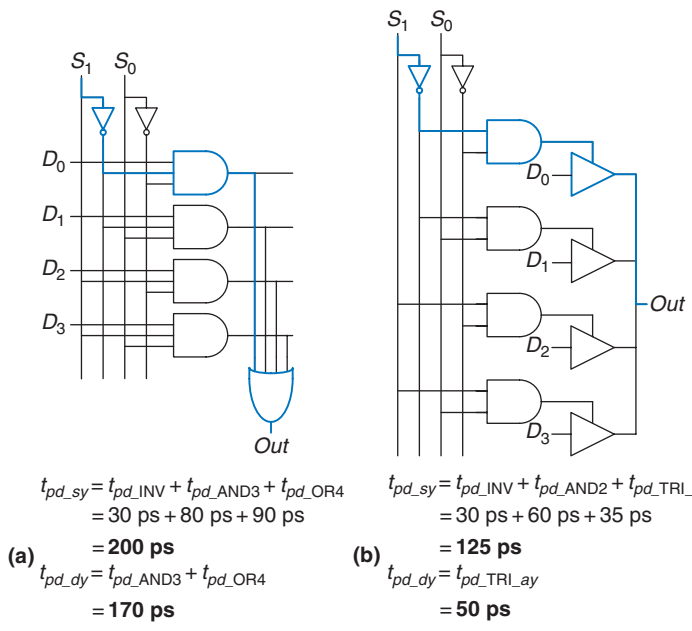 S1 S0
D0
D1
D2
D3
Out
tpd_sy = tpd_INV + tpd_AND3 + tpd_OR4
= 30 ps + 80 ps + 90 ps
= 200 ps
(a)
tpd_dy = tpd_AND3 + tpd_OR4
= 170 ps
S1 S0
D0
D1
Out
D2
D3
tpd_sy = tpd_INV + tpd_AND2 + tpd_TRI_
= 30 ps + 60 ps + 35 ps
= 125 ps
(b)
tpd_dy = tpd_TRI_ay
= 50 ps